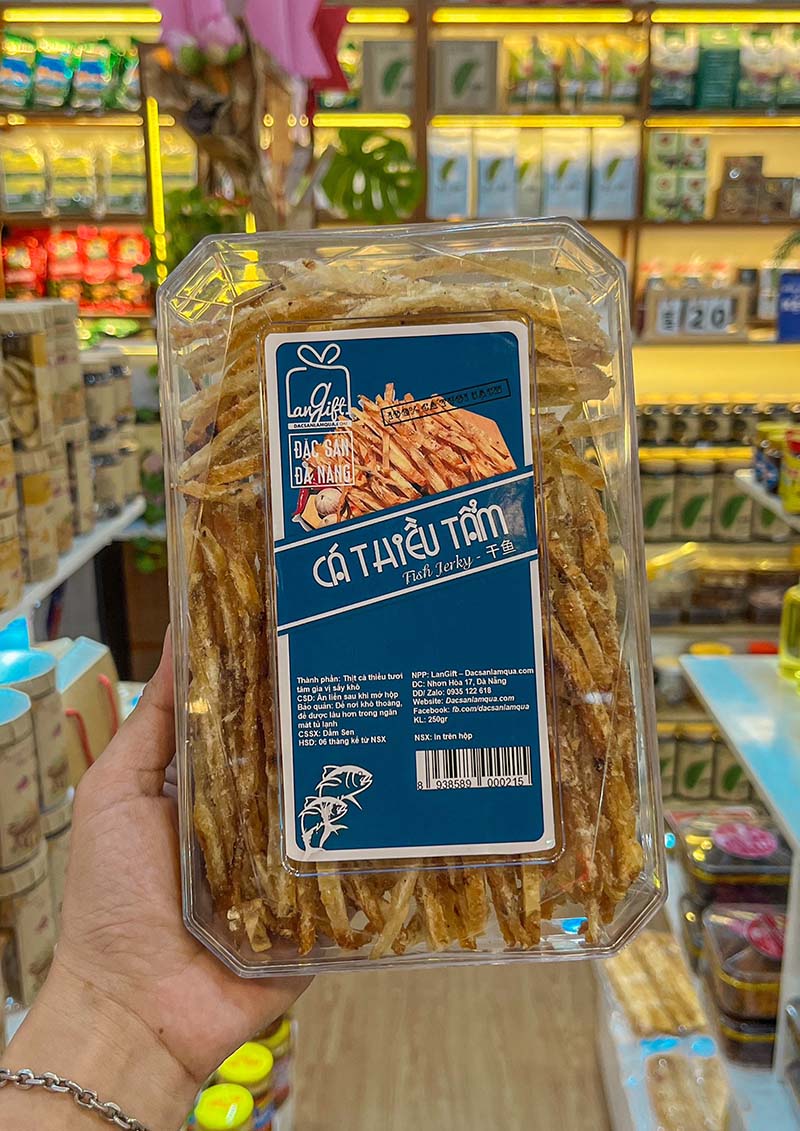 LanGift
DACSANLAMQUA.COM
ĐẶC SẢN
ĐÀ NẴNG
CÁ THIỀU TẨM
Fish Jerky - 干鱼
Thành phần: Thịt cá thiều tươi
tẩm gia vị sấy khô
CSD: Ăn liền sau khi mở hộp
Bảo quản: Để nơi khô thoáng,
để được lâu hơn trong ngăn
mát tủ lạnh
CSSX: Dầm Sen
HSD: 06 tháng kể từ NSX
NPP: LanGift – Dacsanlamqua.com
ĐC: Nhơn Hòa 17, Đà Nẵng
DD/ Zalo: 0935 122 618
Website: Dacsanlamqua.com
Facebook: fb.com/dacsanlamqua
KL: 250gr
NSX: In trên hộp
8 938589 000215
20